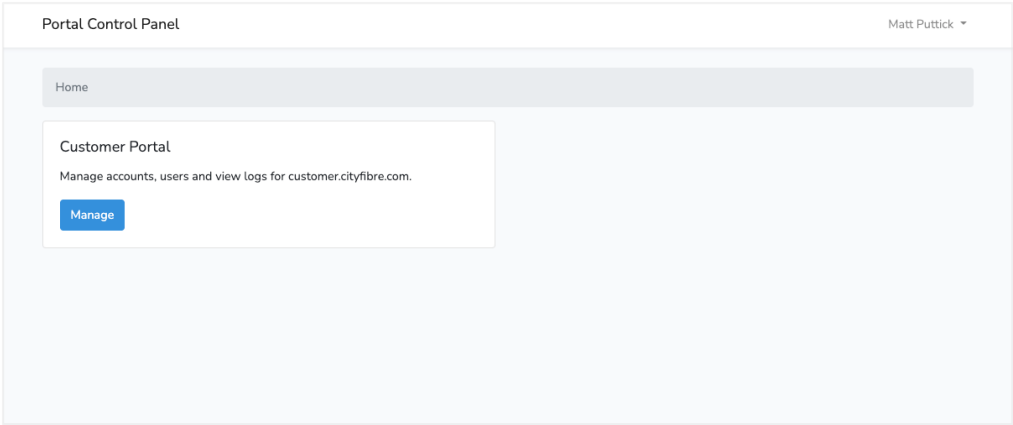 Portal Control Panel
Matt Puttick
Home
Customer Portal
Manage accounts, users and view logs for customer.cityfibre.com.
Manage